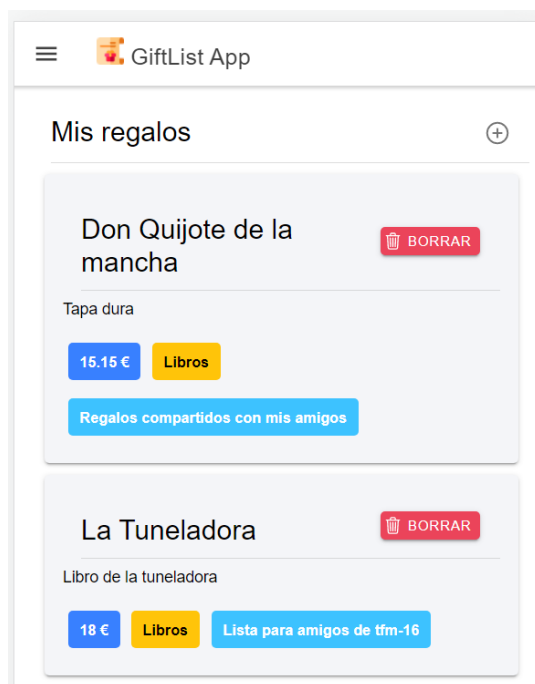 GiftList App
Mis regalos
Don Quijote de la
mancha
BORRAR
Tapa dura
15.15 €
Libros
Regalos compartidos con mis amigos
La Tuneladora
BORRAR
Libro de la tuneladora
18 €
Libros
Lista para amigos de tfm-16